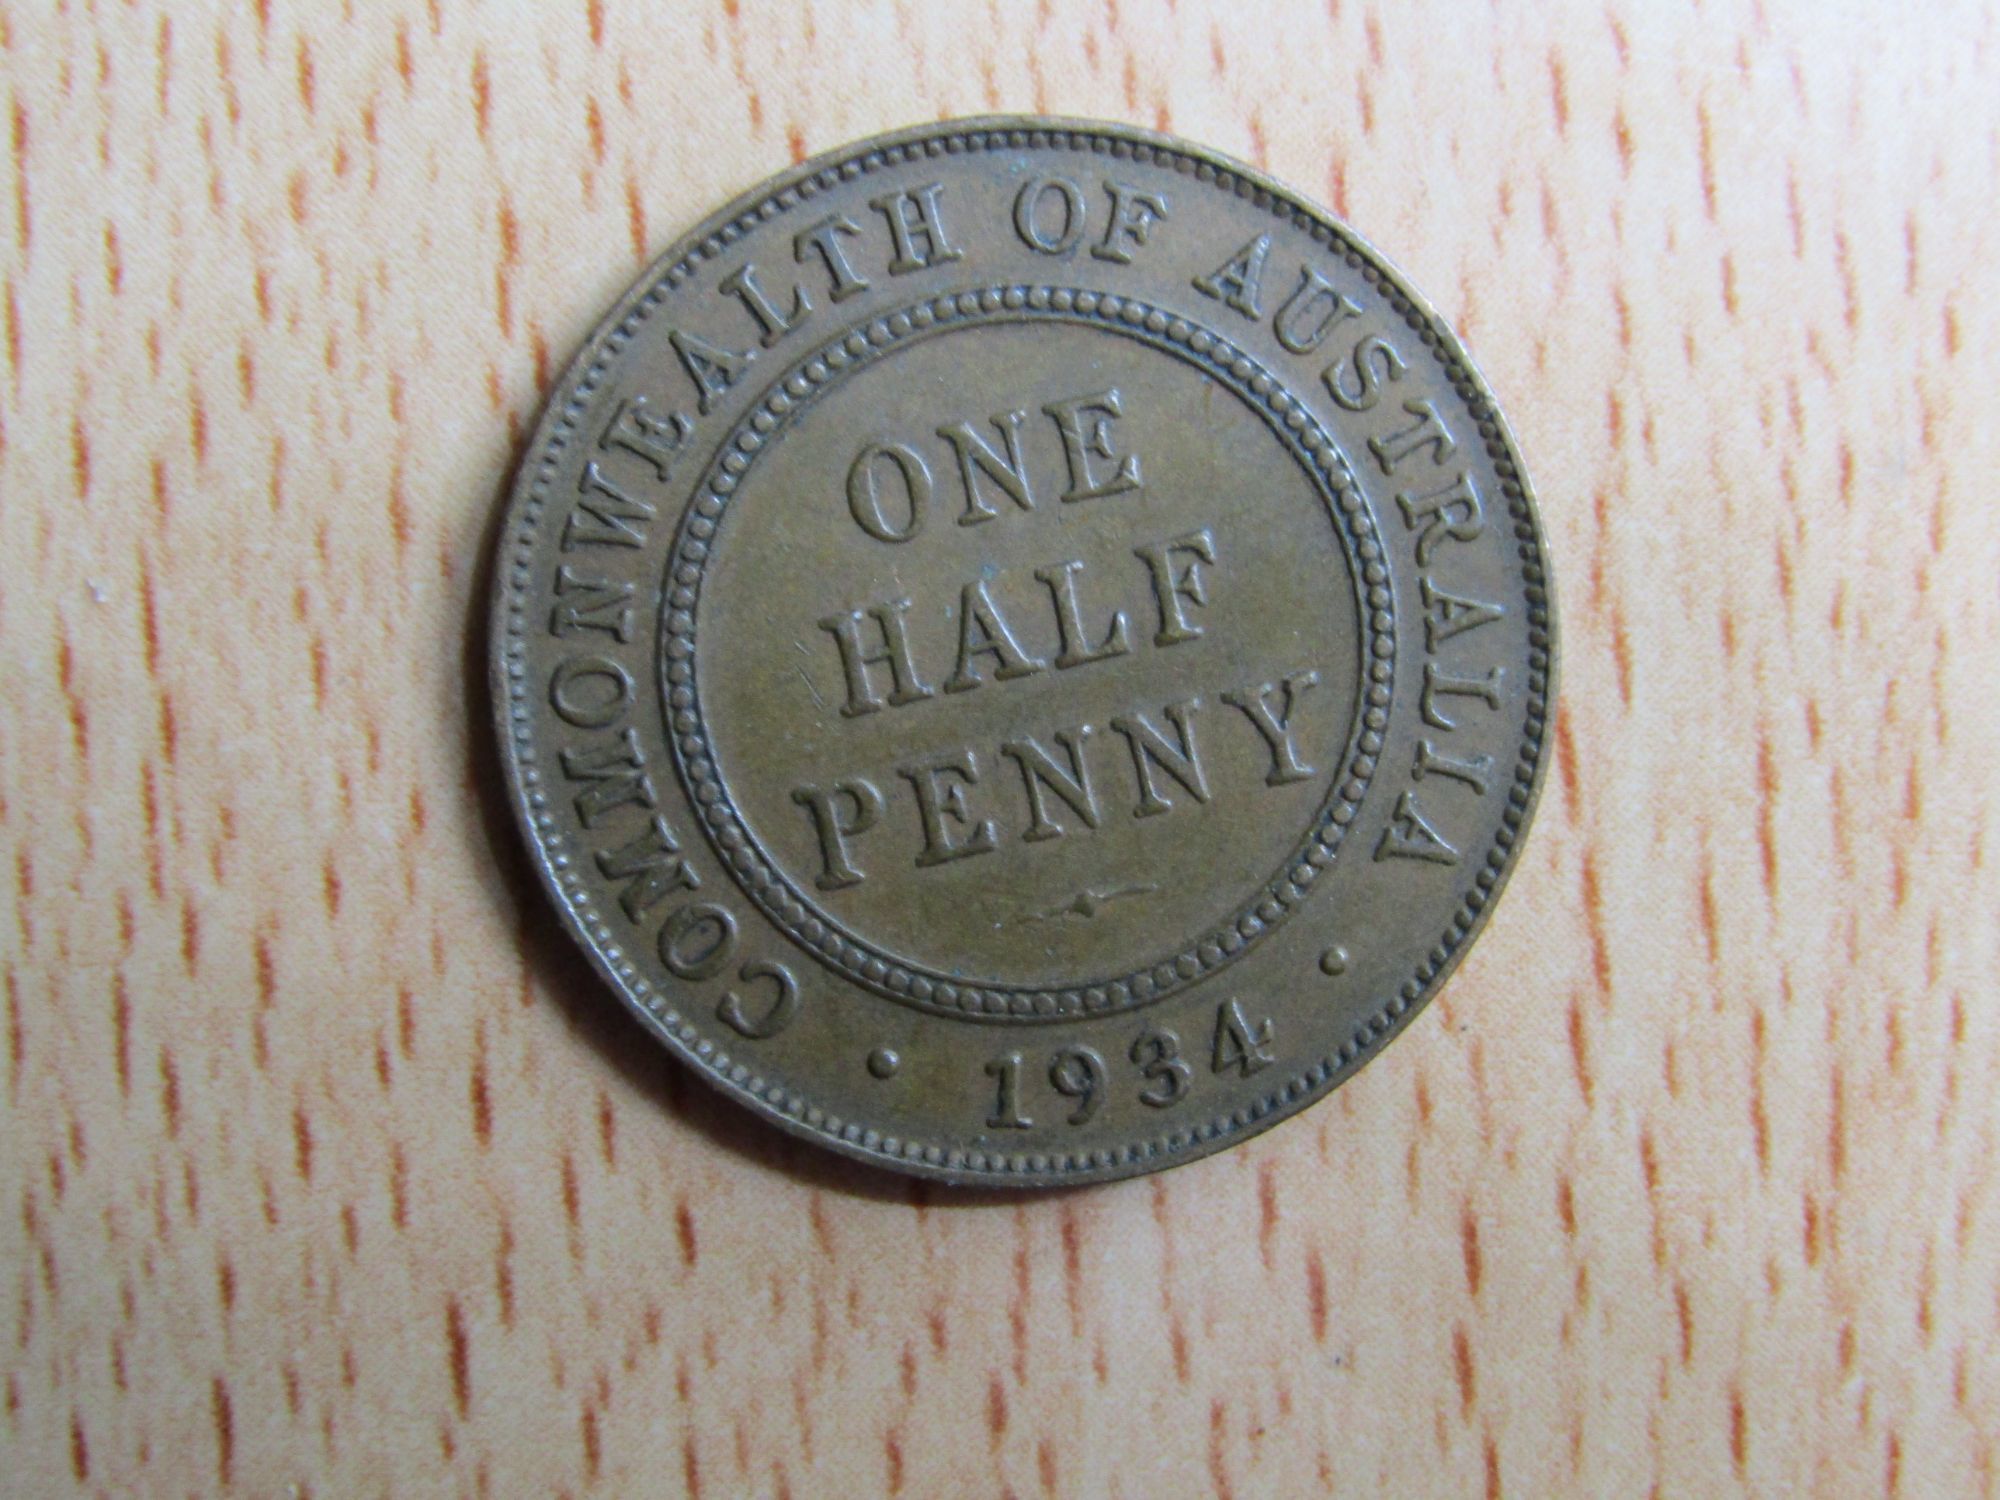 COMMONWEALTH OF AUSTRALIA
ONE
HALF
PENNY
· 1934 ·